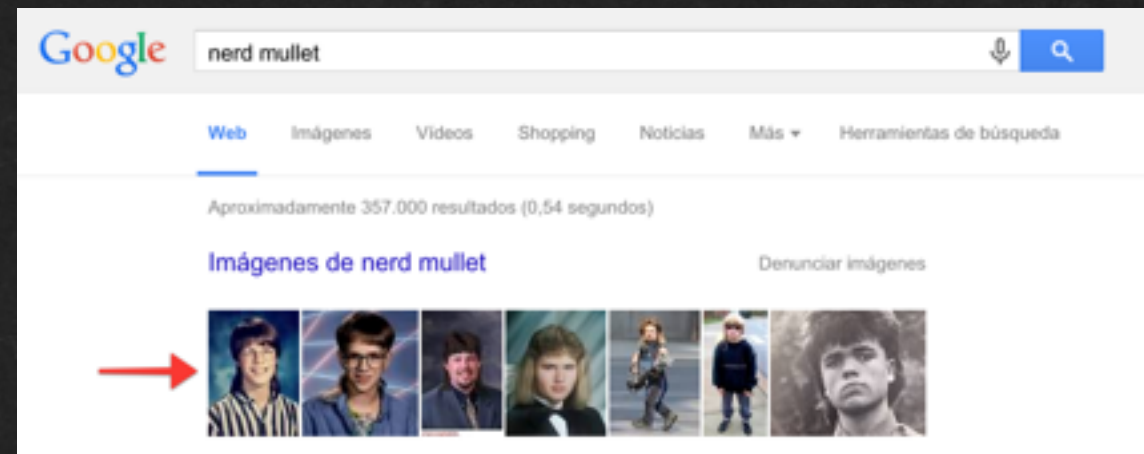 Google nerd mullet
Web Imágenes Vídeos Shopping Noticias Más Herramientas de búsqueda
Aproximadamente 357.000 resultados (0,54 segundos)
Imágenes de nerd mullet Denunciar imágenes